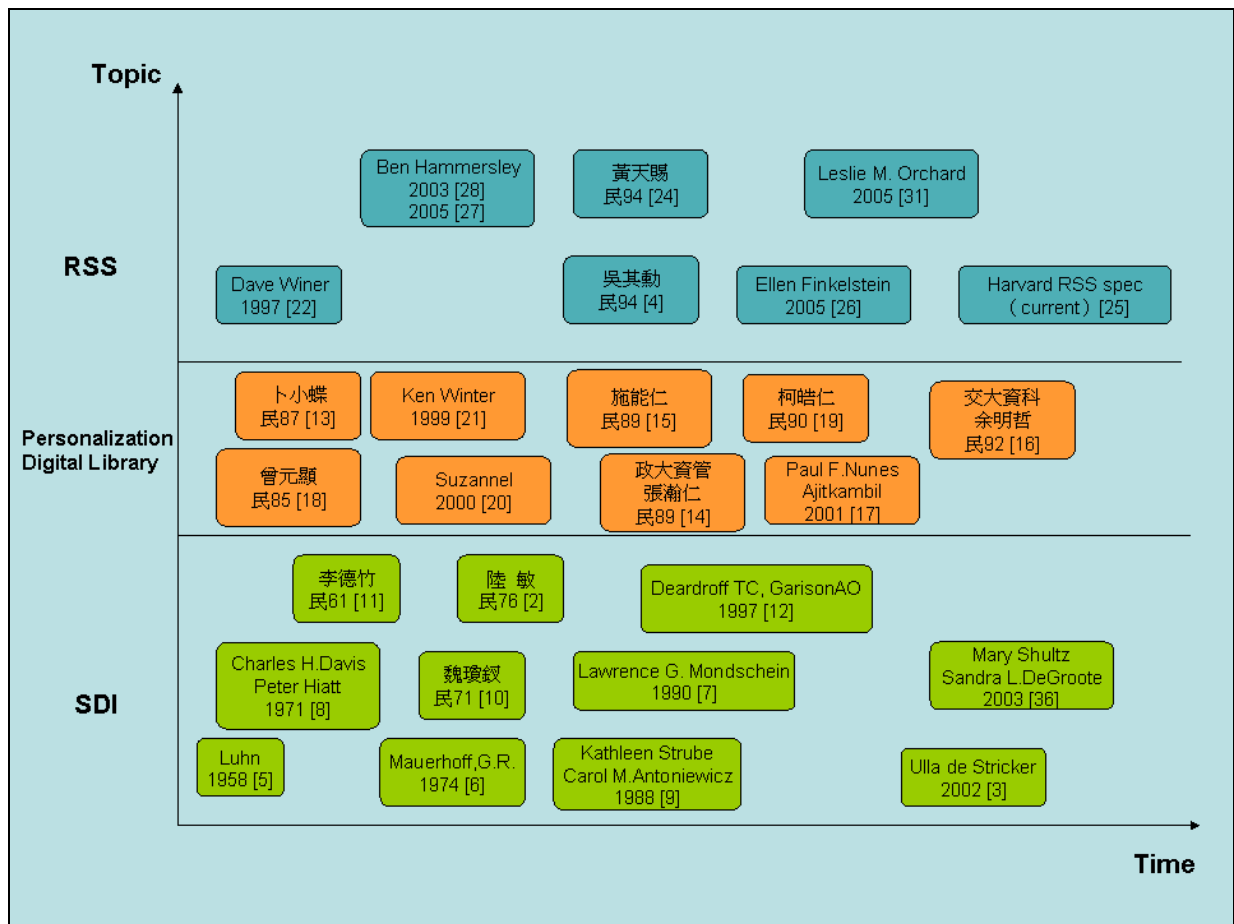 Topic
RSS
Ben Hammersley
2003 [28]
2005 [27]
黃天賜
民94 [24]
Leslie M. Orchard
2005 [31]
Dave Winer
1997 [22]
吳其勳
民94 [4]
Ellen Finkelstein
2005 [26]
Harvard RSS spec
（current）[25]
Personalization
Digital Library
卜小蝶
民87 [13]
Ken Winter
1999 [21]
施能仁
民89 [15]
柯皓仁
民90 [19]
交大資科
余明哲
民92 [16]
曾元顯
民85 [18]
Suzannel
2000 [20]
政大資管
張瀚仁
民89 [14]
Paul F.Nunes
Ajitkambil
2001 [17]
SDI
李德竹
民61 [11]
陸 敏
民76 [2]
Deardroff TC, GarisonAO
1997 [12]
Charles H.Davis
Peter Hiatt
1971 [8]
魏瓊釵
民71 [10]
Lawrence G. Mondschein
1990 [7]
Mary Shultz
Sandra L.DeGroote
2003 [36]
Luhn
1958 [5]
Mauerhoff,G.R.
1974 [6]
Kathleen Strube
Carol M.Antoniewicz
1988 [9]
Ulla de Stricker
2002 [3]
Time